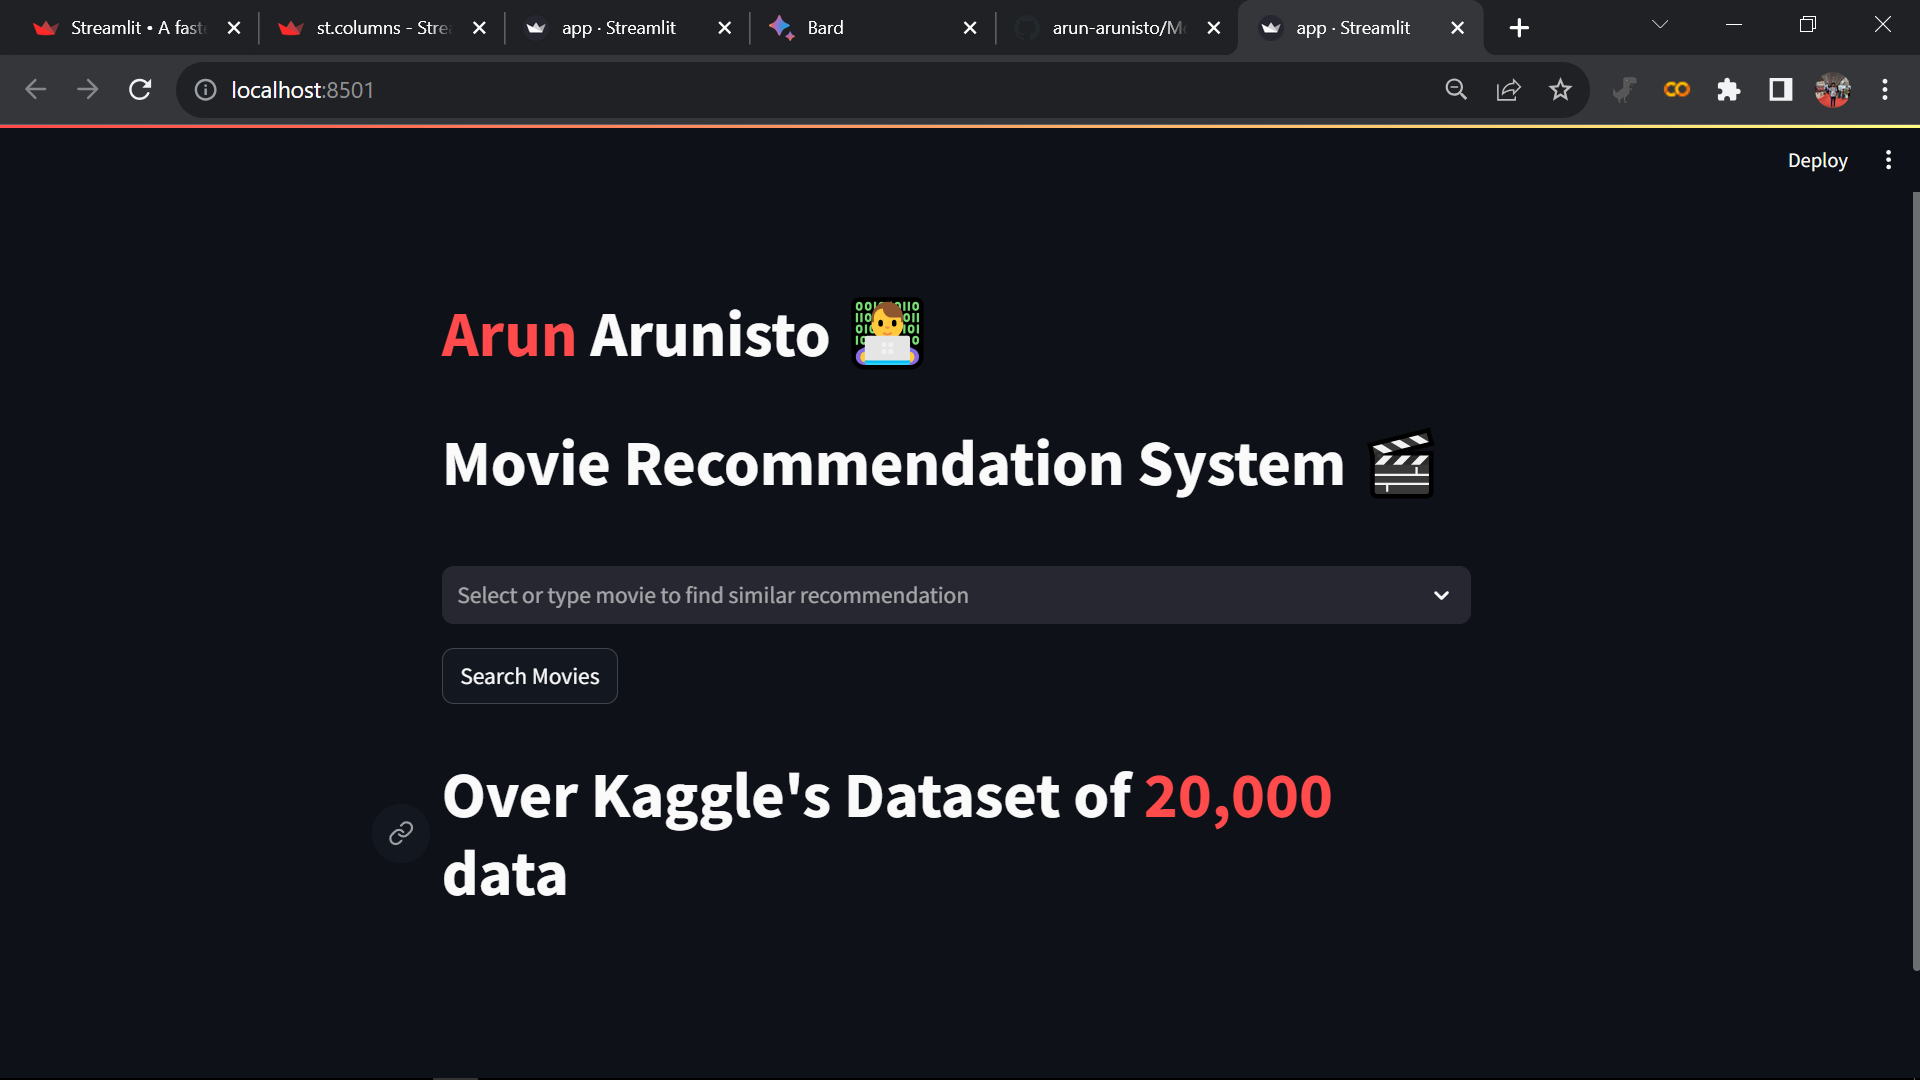 Streamlit • A fast
st.columns - Stre
app · Streamlit
Bard
arun-arunisto/M
app · Streamlit
localhost:8501
Deploy
Arun Arunisto
Movie Recommendation System
Select or type movie to find similar recommendation
Search Movies
Over Kaggle's Dataset of 20,000
data